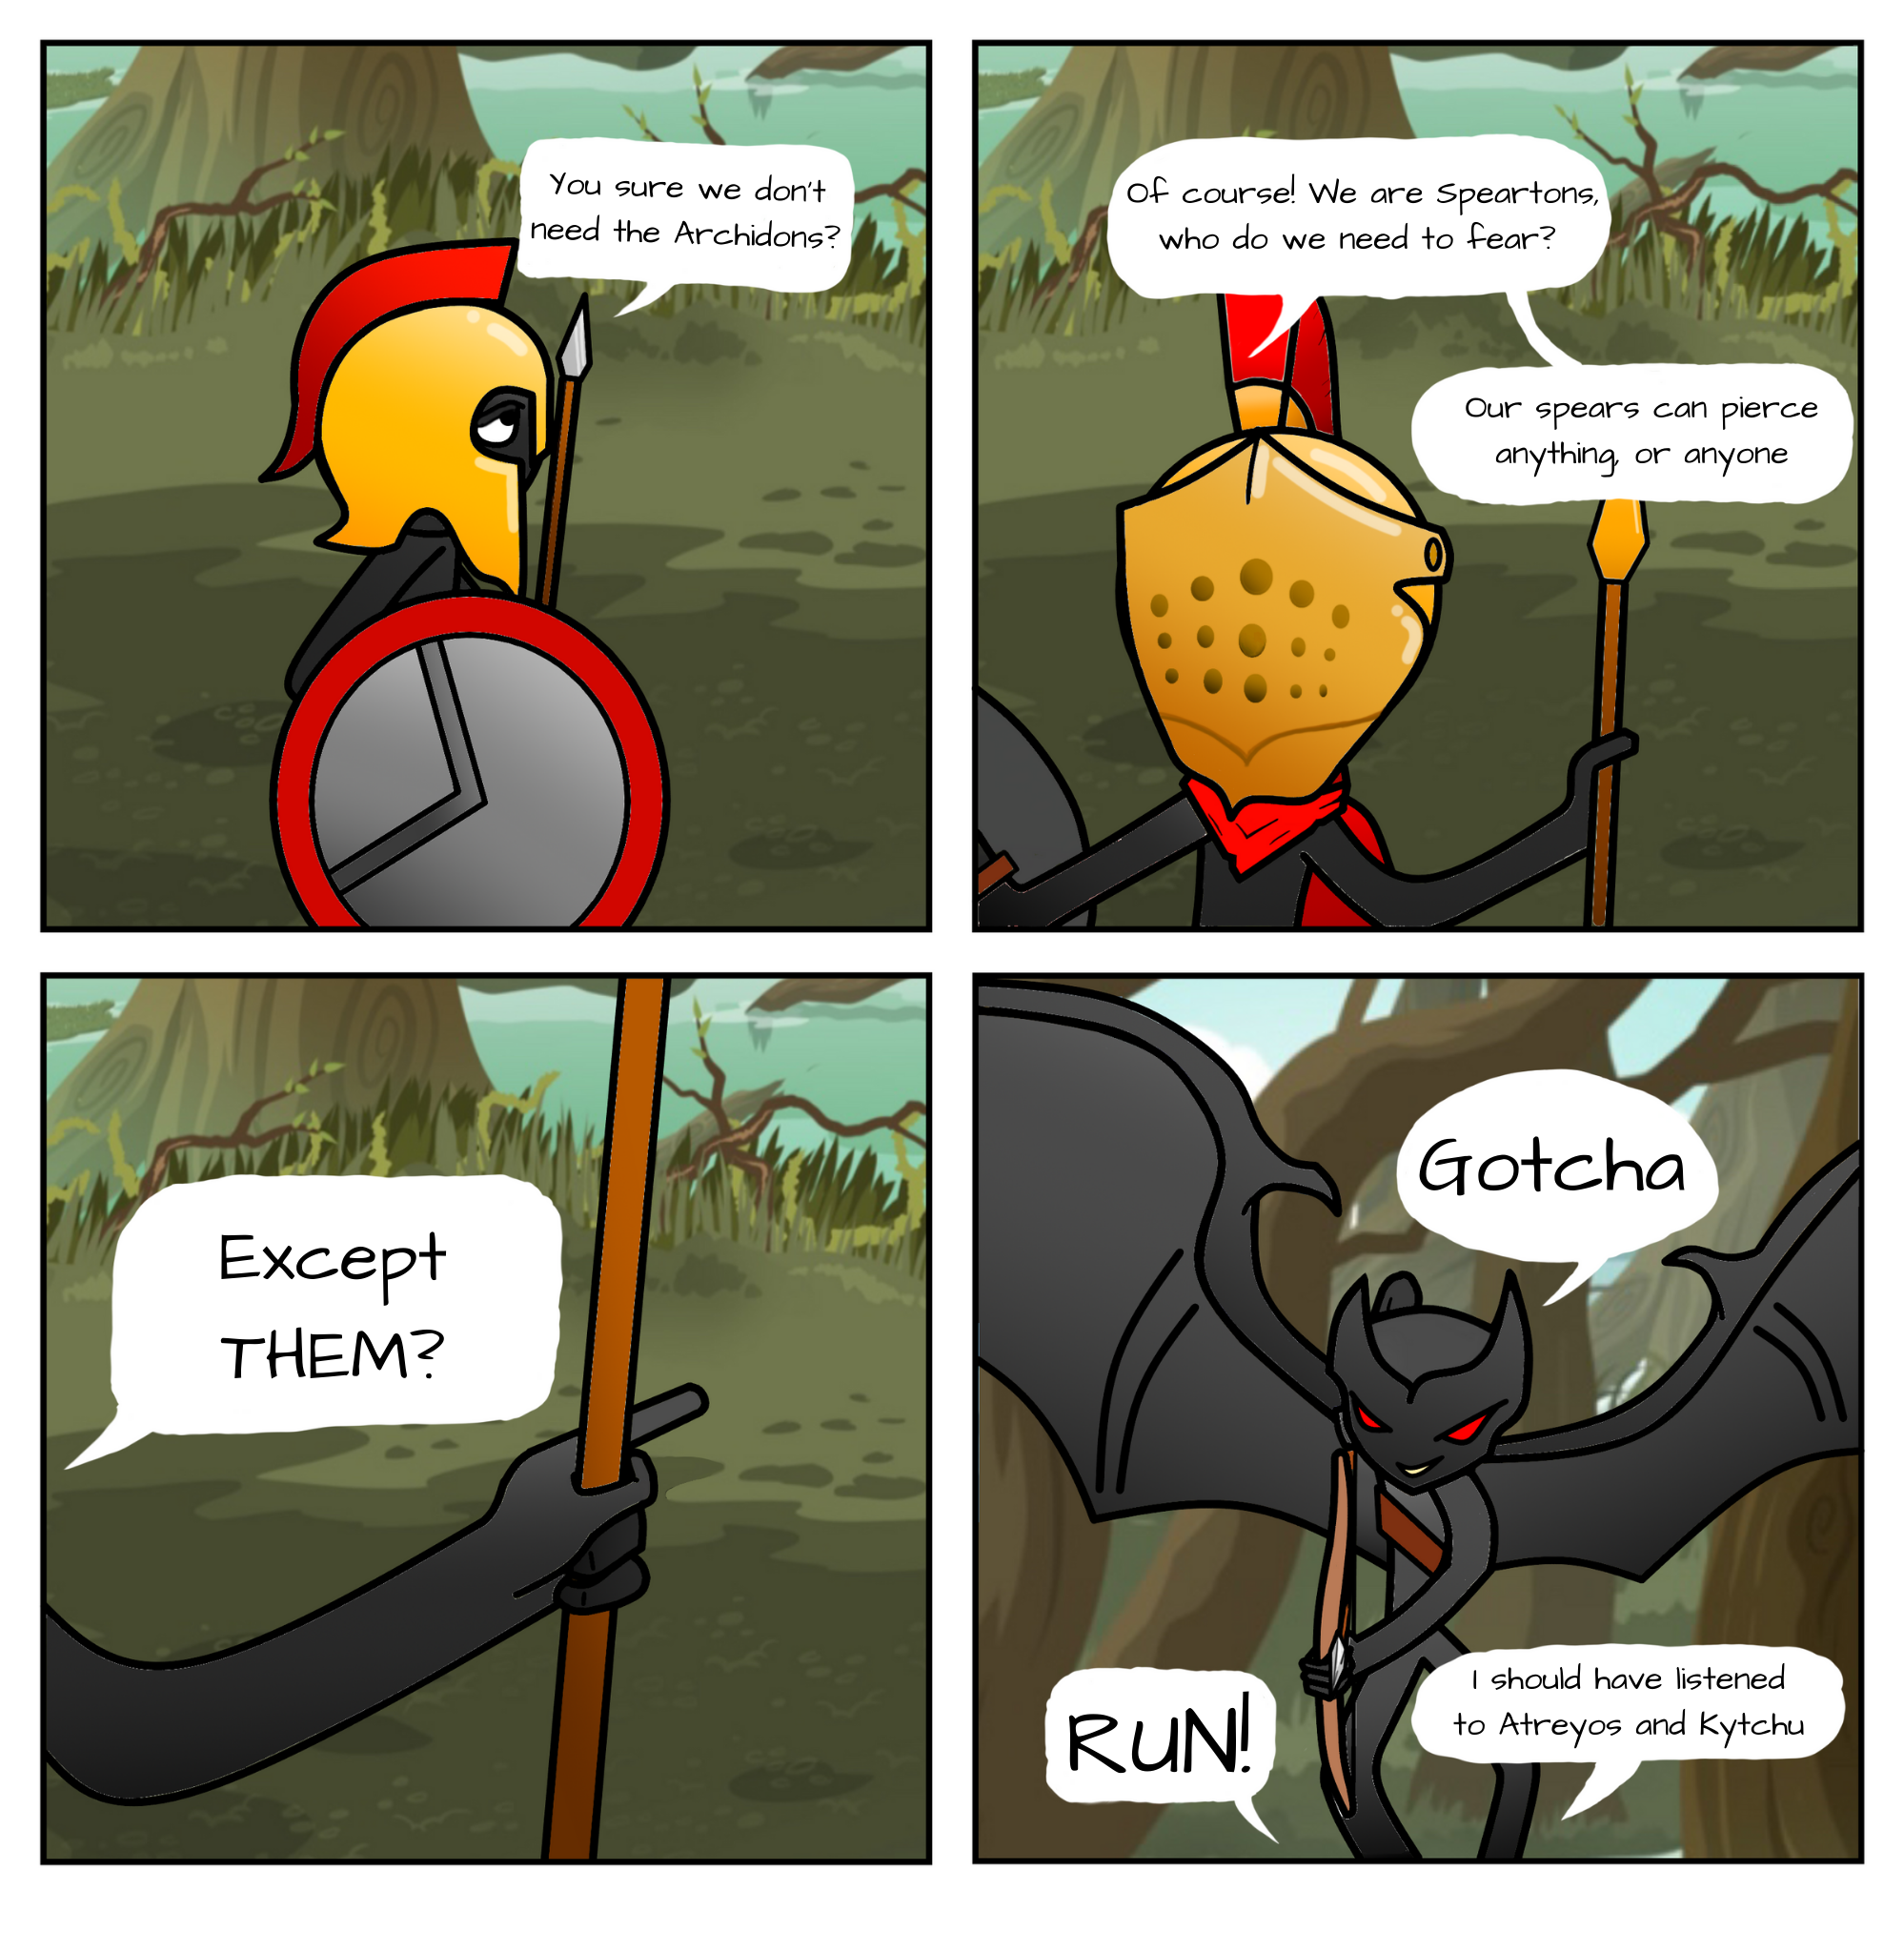 You sure we don't
need the Archidons?
Of course! We are Speartons,
who do we need to fear?
Our spears can pierce
anything, or anyone
Except
THEM?
Gotcha
RUN!
I should have listened
to Atreyos and Kytchu